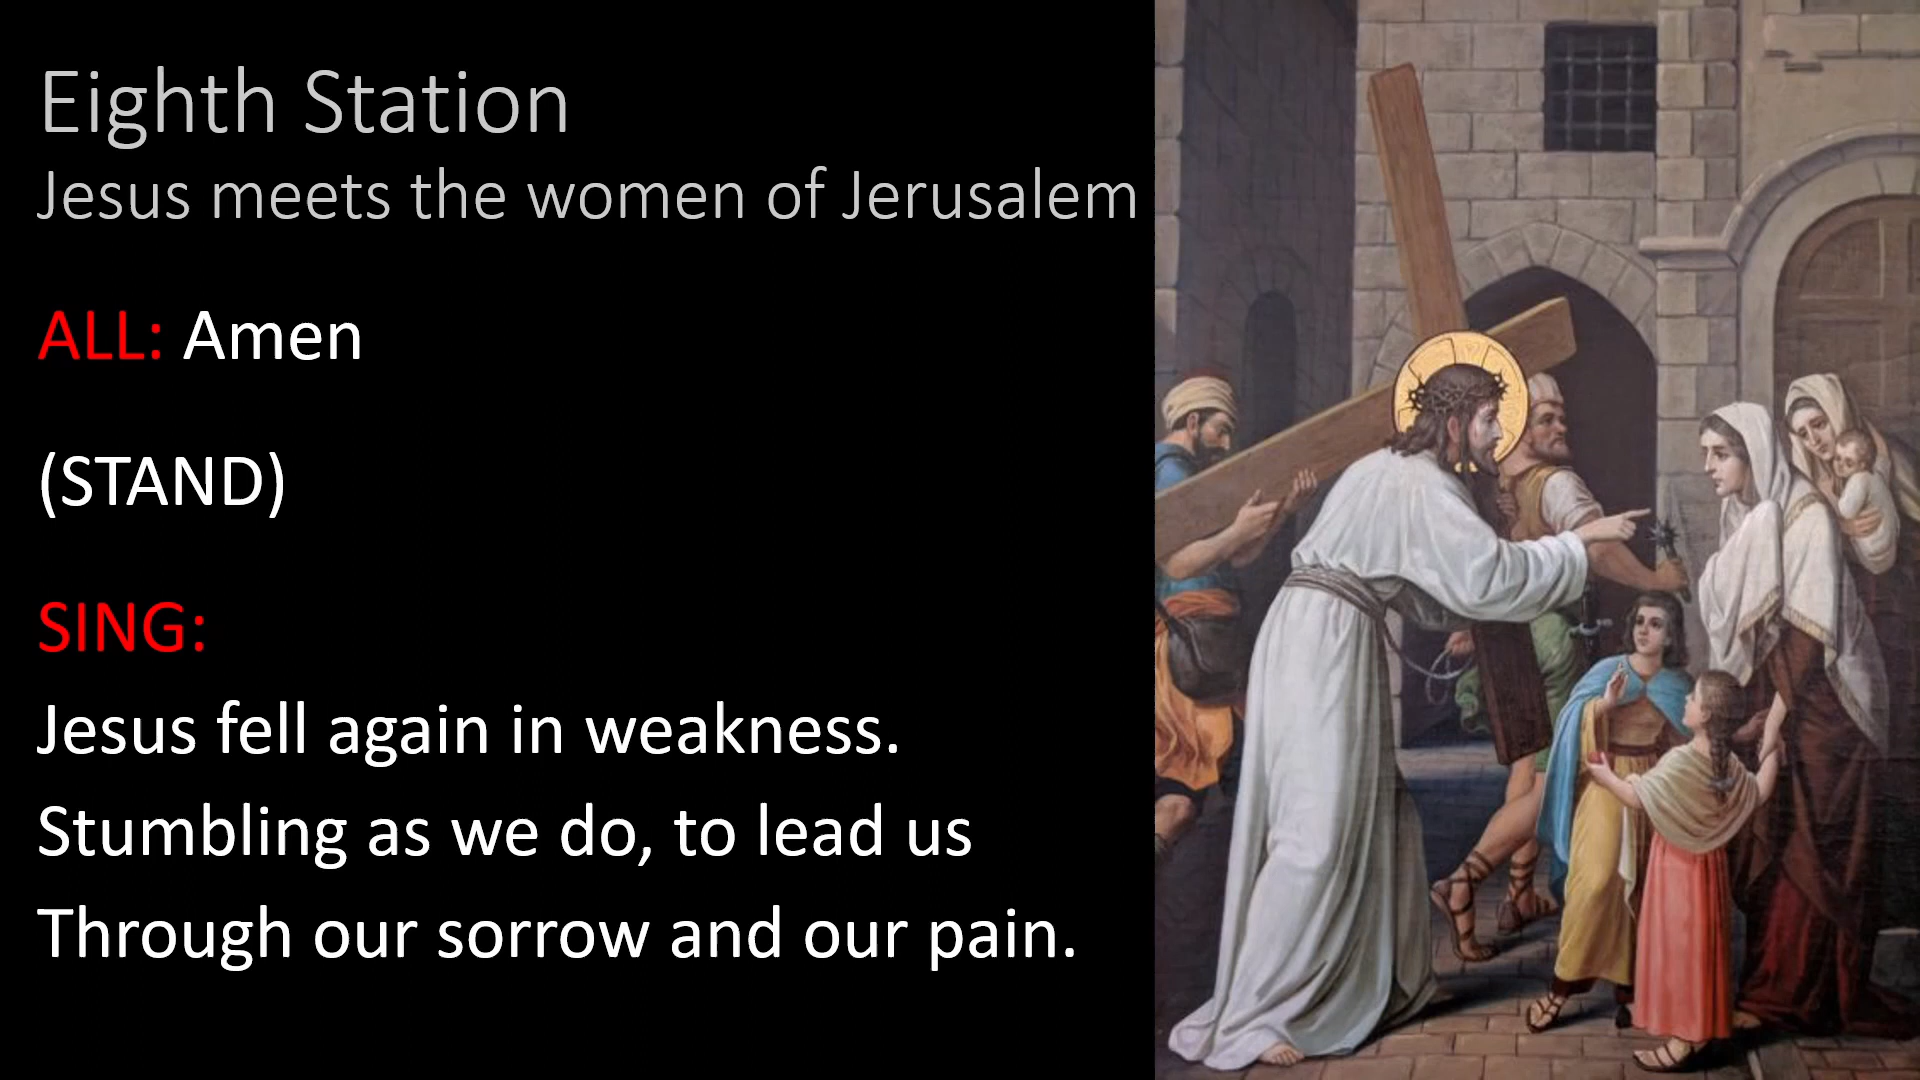 Eighth Station
Jesus meets the women of Jerusalem
ALL: Amen
(STAND)
SING:
Jesus fell again in weakness.
Stumbling as we do, to lead us
Through our sorrow and our pain.